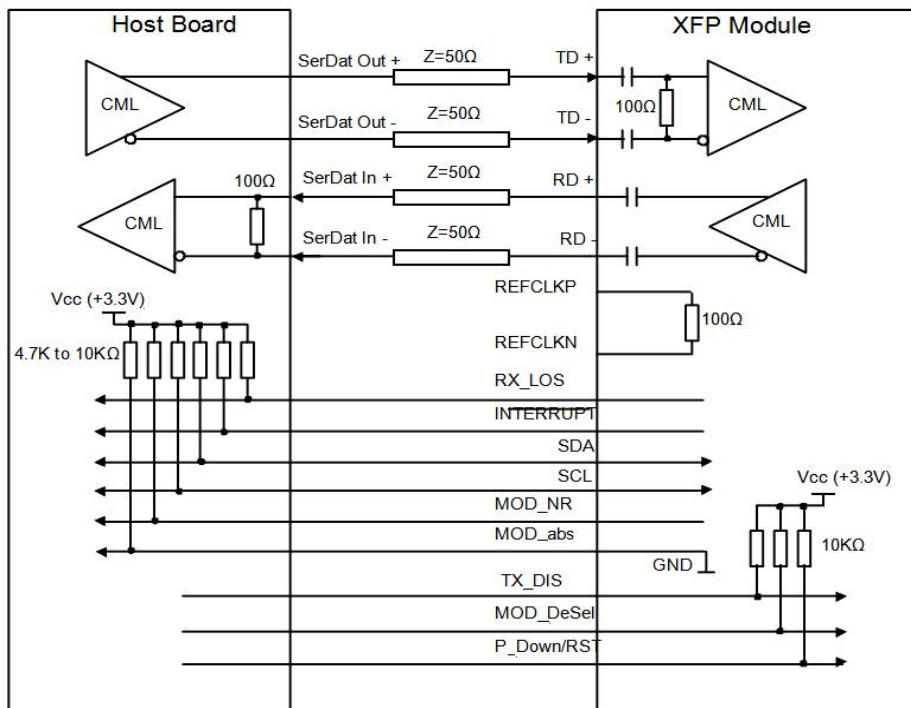 Host Board
XFP Module
SerDat Out +
Z=50Ω
TD +
CML
100Ω
CML
SerDat Out -
Z=50Ω
TD -
SerDat In +
Z=50Ω
RD +
100Ω
CML
CML
SerDat In -
Z=50Ω
RD -
REFCLKP
Vcc (+3.3V)
100Ω
4.7K to 10KΩ
REFCLKN
RX_LOS
INTERRUPT
SDA
SCL
Vcc (+3.3V)
MOD_NR
MOD_abs
10KΩ
GND
TX_DIS
MOD_DeSel
P_Down/RST